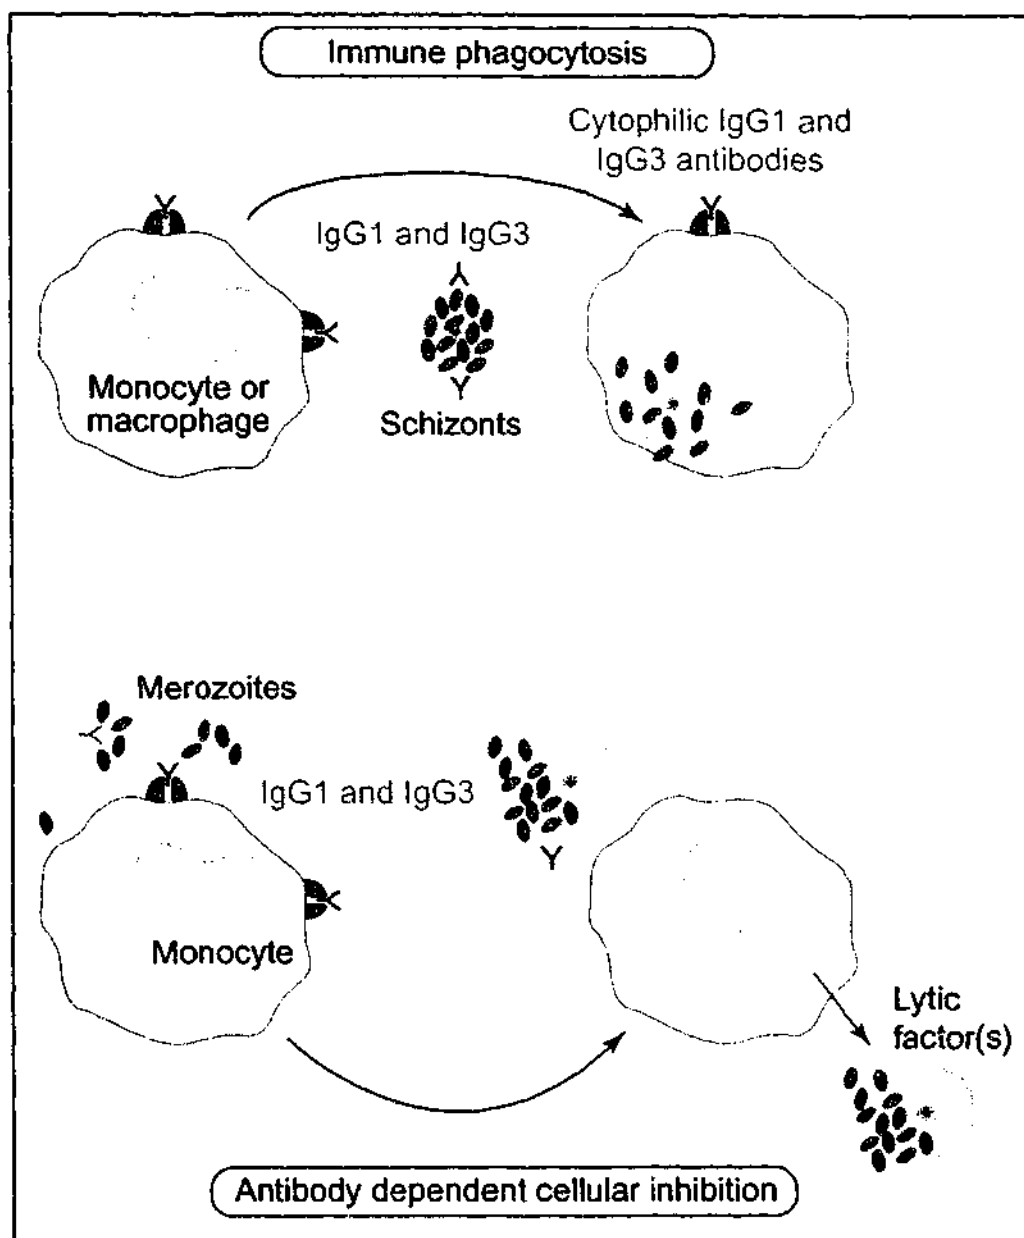 Immune phagocytosis
Cytophilic IgG1 and
IgG3 antibodies
IgG1 and IgG3
Monocyte or
macrophage
Schizonts
Merozoites
IgG1 and IgG3
Monocyte
Lytic
factor(s)
Antibody dependent cellular inhibition